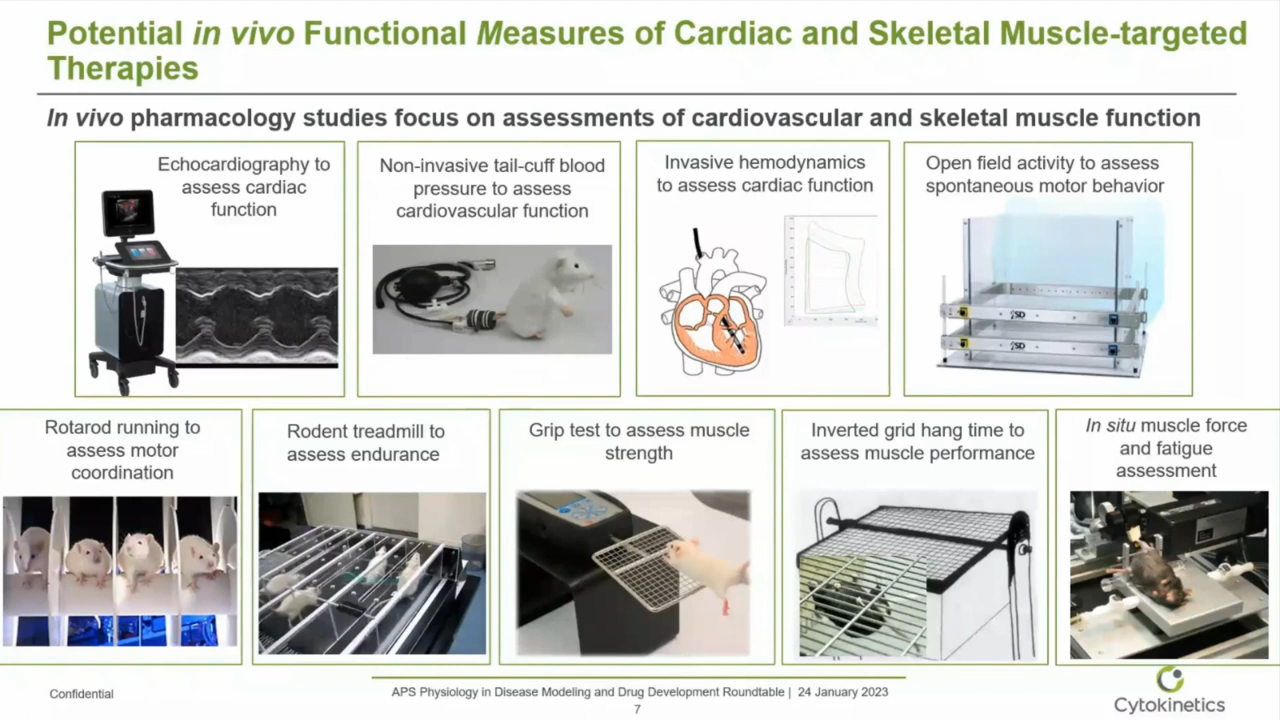 Potential in vivo Functional Measures of Cardiac and Skeletal Muscle-targeted
Therapies
In vivo pharmacology studies focus on assessments of cardiovascular and skeletal muscle function
Echocardiography to
assess cardiac
function
Non-invasive tail-cuff blood
pressure to assess
cardiovascular function
Invasive hemodynamics
to assess cardiac function
Open field activity to assess
spontaneous motor behavior
SD
SD
Rotarod running to
assess motor
coordination
Rodent treadmill to
assess endurance
Grip test to assess muscle
strength
Inverted grid hang time to
assess muscle performance
In situ muscle force
and fatigue
assessment
Confidential
APS Physiology in Disease Modeling and Drug Development Roundtable | 24 January 2023
7
Cytokinetics